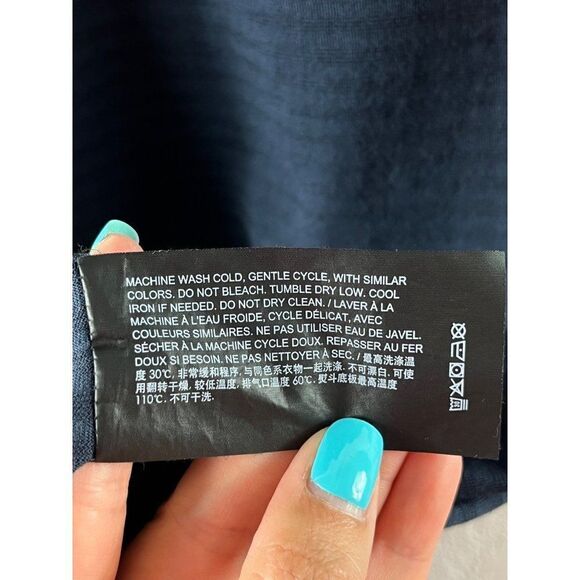 MACHINE WASH COLD, GENTLE CYCLE, WITH SIMILAR
COLORS. DO NOT BLEACH. TUMBLE DRY LOW. COOL
IRON IF NEEDED. DO NOT DRY CLEAN. / LAVER À LA
MACHINE À L'EAU FROIDE, CYCLE DÉLICAT, AVEC
COULEURS SIMILAIRES. NE PAS UTILISER EAU DE JAVEL.
SÉCHER À LA MACHINE CYCLE DOUX. REPASSER AU FER
DOUX SI BESOIN. NE PAS NETTOYER À SEC. / 最高洗涤温
度 30℃, 非常缓和程序, 与同色系衣物一起洗涤. 不可漂白. 可使
用翻转干燥, 较低温度, 排气口温度 60℃. 熨斗底板最高温度
110℃. 不可干洗.